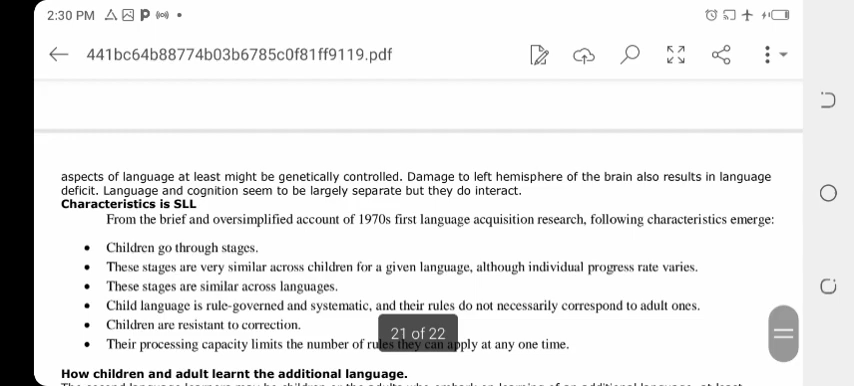 2:30 PM
441bc64b88774b03b6785c0f81ff9119.pdf
aspects of language at least might be genetically controlled. Damage to left hemisphere of the brain also results in language
deficit. Language and cognition seem to be largely separate but they do interact.
Characteristics is SLL
From the brief and oversimplified account of 1970s first language acquisition research, following characteristics emerge:
• Children go through stages.
• These stages are very similar across children for a given language, although individual progress rate varies.
• These stages are similar across languages.
• Child language is rule-governed and systematic, and their rules do not necessarily correspond to adult ones.
• Children are resistant to correction.
21 of 22
• Their processing capacity limits the number of rules they can apply at any one time.
How children and adult learnt the additional language.